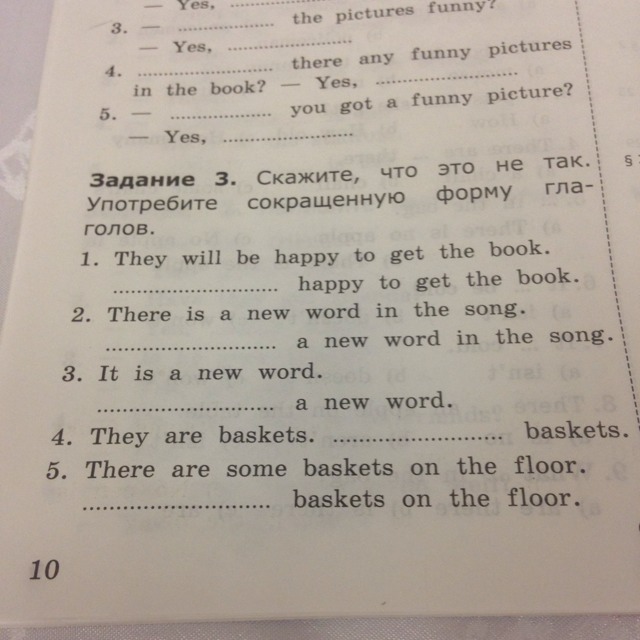 — Yes, ....................
3. — .................... the pictures funny?
— Yes, ....................
4. .................... there any funny pictures
in the book? — Yes, ....................
5. — .................... you got a funny picture?
— Yes, ....................
Задание 3. Скажите, что это не так.
Употребите сокращенную форму гла-
голов.
1. They will be happy to get the book.
.................... happy to get the book.
2. There is a new word in the song.
.................... a new word in the song.
3. It is a new word.
.................... a new word.
4. They are baskets. .................... baskets.
5. There are some baskets on the floor.
.................... baskets on the floor.
10